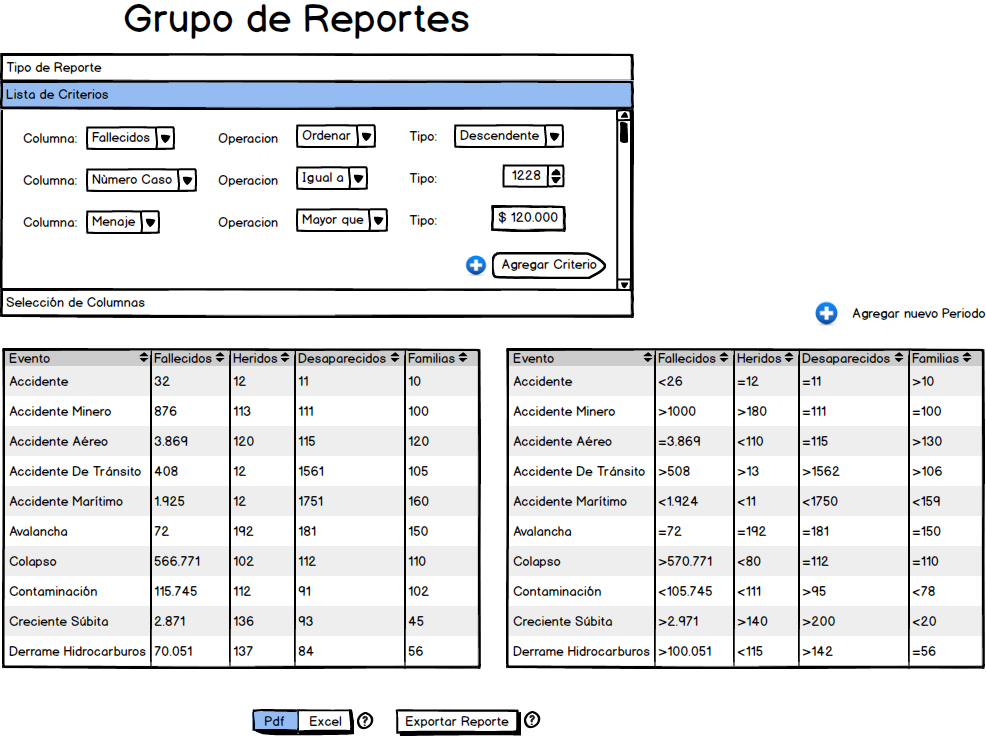 Grupo de Reportes
Tipo de Reporte
Lista de Criterios
Columna: Fallecidos Operacion Ordenar Tipo: Descendente
Columna: Nùmero Caso Operacion Igual a Tipo: 1228
Columna: Menaje Operacion Mayor que Tipo: $ 120.000
Agregar Criterio
Selección de Columnas
Agregar nuevo Periodo
Evento Fallecidos Heridos Desaparecidos Familias
Accidente 32 12 11 10
Accidente Minero 876 113 111 100
Accidente Aéreo 3.869 120 115 120
Accidente De Tránsito 408 12 1561 105
Accidente Marítimo 1.925 12 1751 160
Avalancha 72 192 181 150
Colapso 566.771 102 112 110
Contaminación 115.745 112 91 102
Creciente Súbita 2.871 136 93 45
Derrame Hidrocarburos 70.051 137 84 56
Evento Fallecidos Heridos Desaparecidos Familias
Accidente <26 =12 =11 >10
Accidente Minero >1000 >180 =111 =100
Accidente Aéreo =3.869 <110 =115 >130
Accidente De Tránsito >508 >13 >1562 >106
Accidente Marítimo <1.924 <11 <1750 <159
Avalancha =72 =192 =181 =150
Colapso >570.771 <80 =112 =110
Contaminación <105.745 <111 >95 <78
Creciente Súbita >2.971 >140 >200 <20
Derrame Hidrocarburos >100.051 <115 >142 =56
Pdf Excel ? Exportar Reporte ?